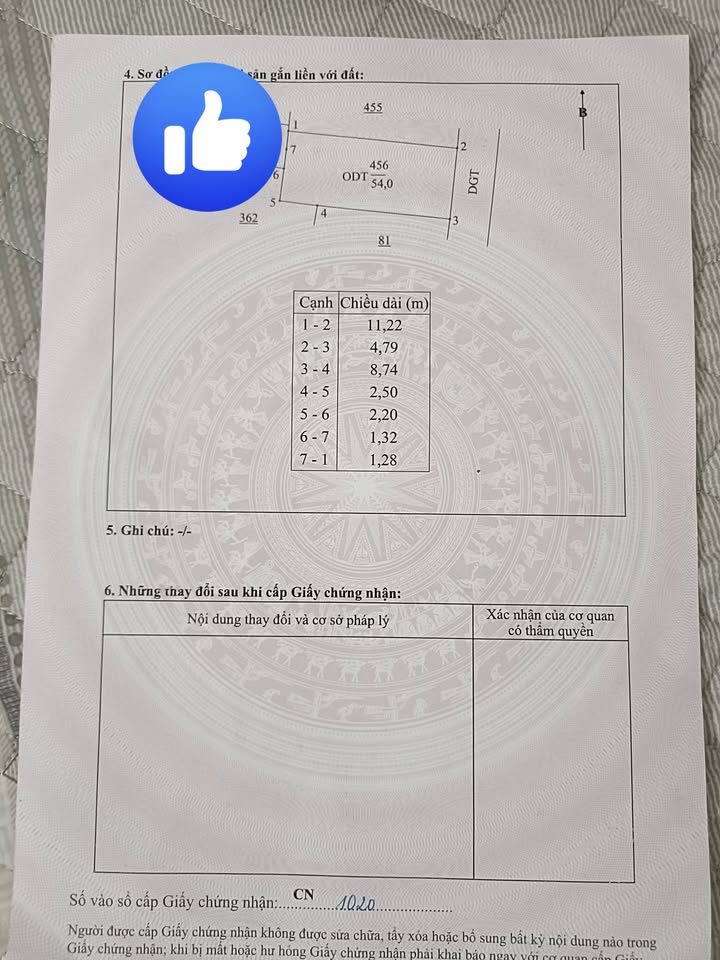 4. Sơ đồ sản gắn liền với đất:
455
B
1
2
7
456
ODT 54,0
DGT
6
5
4
3
362
81
Cạnh Chiều dài (m)
1 - 2 11,22
2 - 3 4,79
3 - 4 8,74
4 - 5 2,50
5 - 6 2,20
6 - 7 1,32
7 - 1 1,28
5. Ghi chú: -/-
6. Những thay đổi sau khi cấp Giấy chứng nhận:
Nội dung thay đổi và cơ sở pháp lý
Xác nhận của cơ quan
có thẩm quyền
Số vào sổ cấp Giấy chứng nhận: CN 1020
Người được cấp Giấy chứng nhận không được sửa chữa, tẩy xóa hoặc bổ sung bất kỳ nội dung nào trong
Giấy chứng nhận; khi bị mất hoặc hư hỏng Giấy chứng nhận phải khai báo ngay với cơ quan cấp Giấy